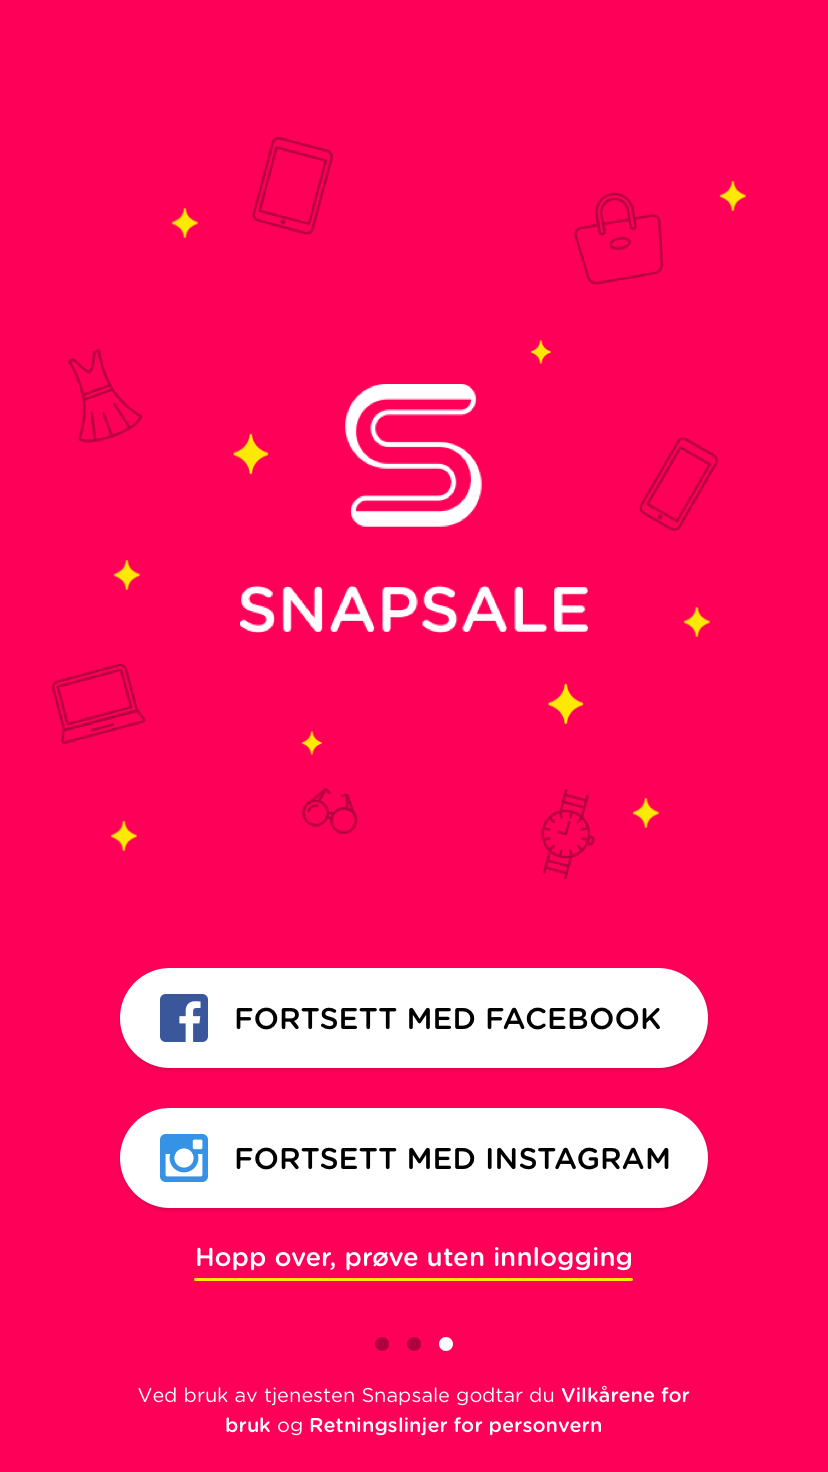 SNAPSALE
FORTSETT MED FACEBOOK
FORTSETT MED INSTAGRAM
Hopp over, prøve uten innlogging
Ved bruk av tjenesten Snapsale godtar du Vilkårene for
bruk og Retningslinjer for personvern